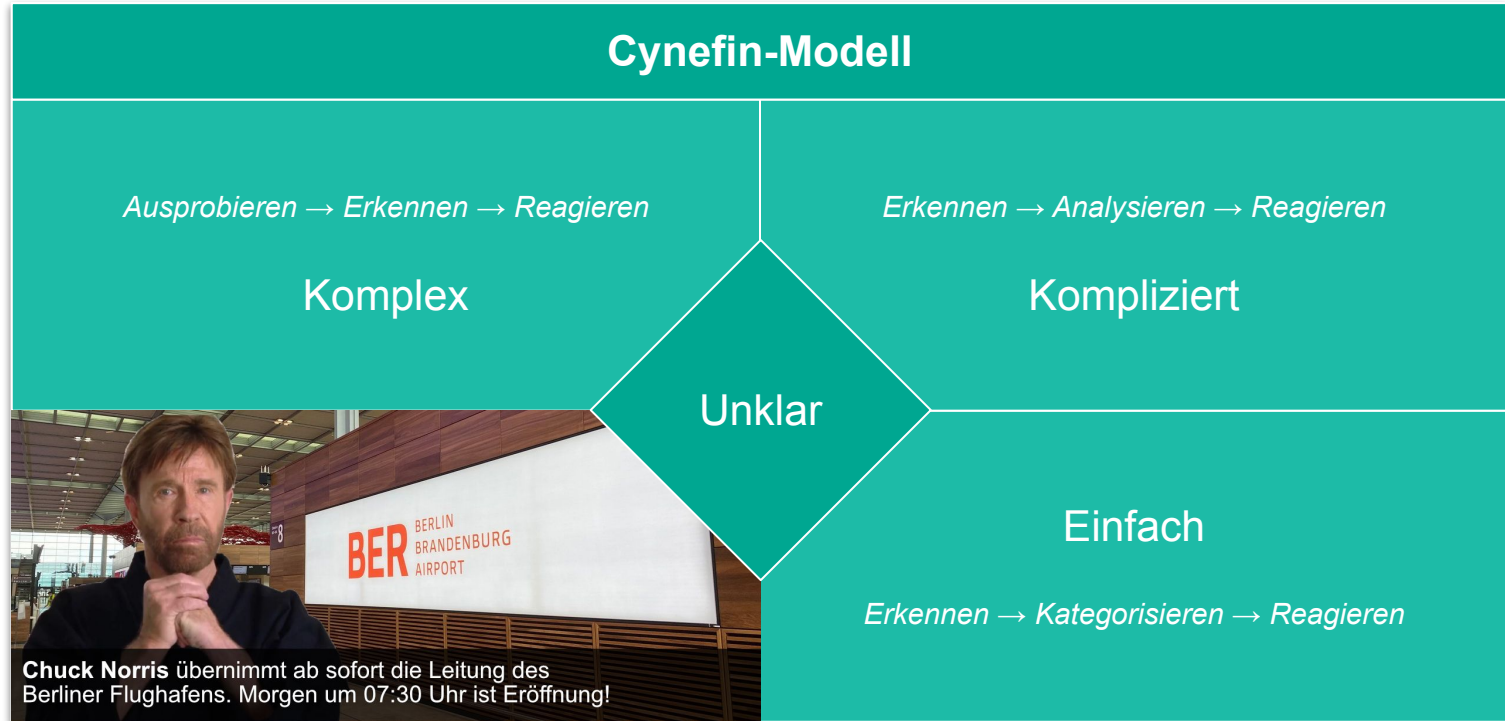 Cynefin-Modell
Ausprobieren → Erkennen → Reagieren
Komplex
Erkennen → Analysieren → Reagieren
Kompliziert
Unklar
8
BER
BERLIN
BRANDENBURG
AIRPORT
Chuck Norris übernimmt ab sofort die Leitung des
Berliner Flughafens. Morgen um 07:30 Uhr ist Eröffnung!
Einfach
Erkennen → Kategorisieren → Reagieren